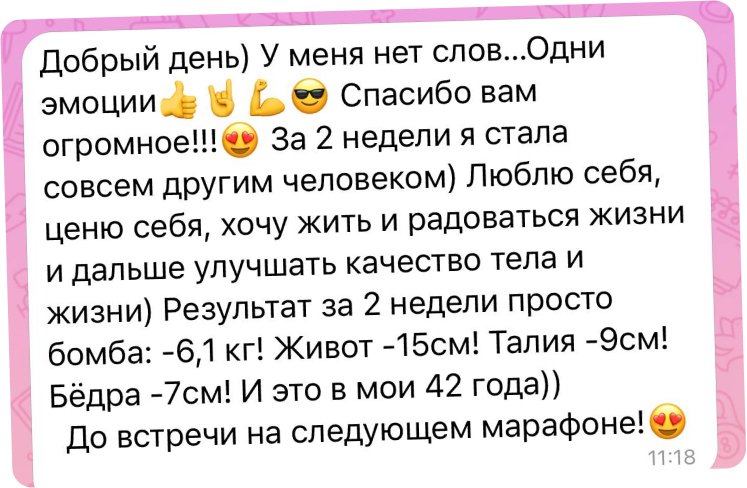 Добрый день) У меня нет слов...Одни
эмоции👍🤘💪😎 Спасибо вам
огромное!!!😍 За 2 недели я стала
совсем другим человеком) Люблю себя,
ценю себя, хочу жить и радоваться жизни
и дальше улучшать качество тела и
жизни) Результат за 2 недели просто
бомба: -6,1 кг! Живот -15см! Талия -9см!
Бёдра -7см! И это в мои 42 года))
До встречи на следующем марафоне!😍
11:18